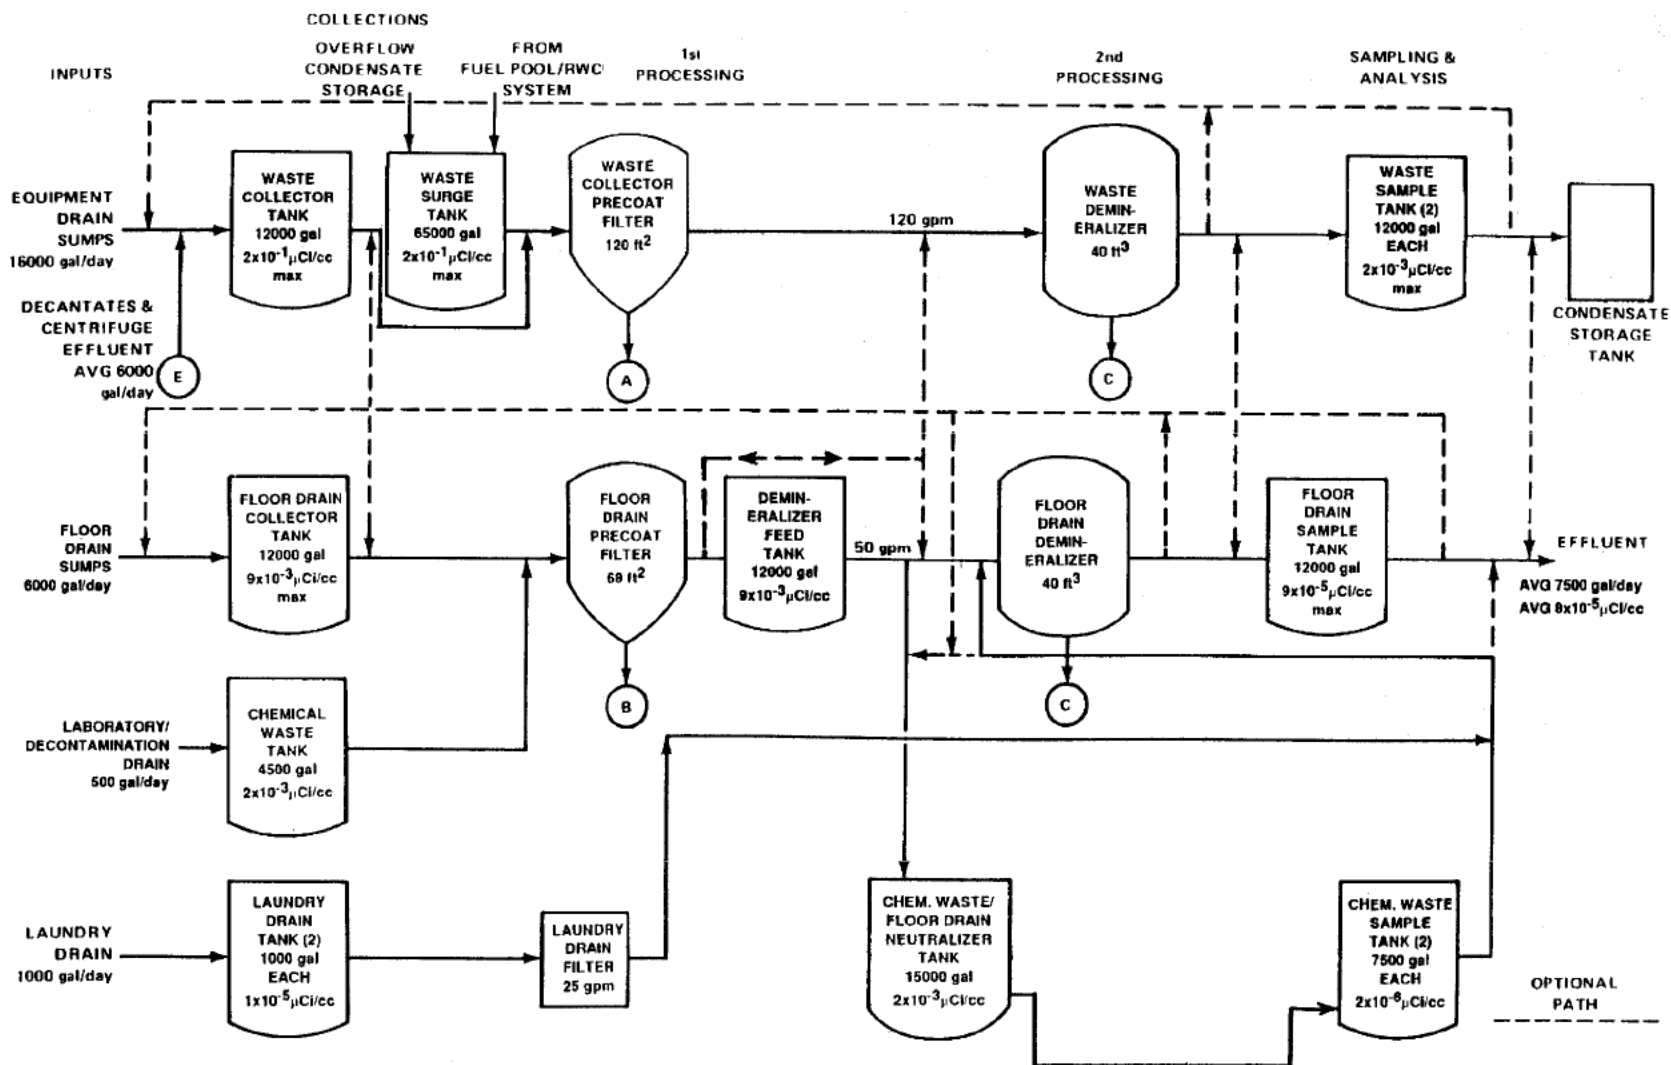 COLLECTIONS
INPUTS
OVERFLOW
CONDENSATE
STORAGE
FROM
FUEL POOL/RWC
SYSTEM
1st
PROCESSING
2nd
PROCESSING
SAMPLING &
ANALYSIS
EQUIPMENT
DRAIN
SUMPS
16000 gal/day
WASTE
COLLECTOR
TANK
12000 gal
2x10⁻¹µCi/cc
max
WASTE
SURGE
TANK
65000 gal
2x10⁻¹µCi/cc
max
WASTE
COLLECTOR
PRECOAT
FILTER
120 ft²
120 gpm
WASTE
DEMIN-
ERALIZER
40 ft³
WASTE
SAMPLE
TANK (2)
12000 gal
EACH
2x10⁻³µCi/cc
max
CONDENSATE
STORAGE
TANK
DECANTATES &
CENTRIFUGE
EFFLUENT
AVG 6000
gal/day
E
A
C
FLOOR
DRAIN
SUMPS
6000 gal/day
FLOOR DRAIN
COLLECTOR
TANK
12000 gal
9x10⁻³µCi/cc
max
FLOOR
DRAIN
PRECOAT
FILTER
68 ft²
DEMIN-
ERALIZER
FEED
TANK
12000 gal
9x10⁻³µCi/cc
50 gpm
FLOOR
DRAIN
DEMIN-
ERALIZER
40 ft³
FLOOR
DRAIN
SAMPLE
TANK
12000 gal
9x10⁻⁵µCi/cc
max
EFFLUENT
AVG 7500 gal/day
AVG 8x10⁻⁵µCi/cc
B
C
LABORATORY/
DECONTAMINATION
DRAIN
500 gal/day
CHEMICAL
WASTE
TANK
4500 gal
2x10⁻³µCi/cc
LAUNDRY
DRAIN
1000 gal/day
LAUNDRY
DRAIN
TANK (2)
1000 gal
EACH
1x10⁻⁵µCi/cc
LAUNDRY
DRAIN
FILTER
25 gpm
CHEM. WASTE/
FLOOR DRAIN
NEUTRALIZER
TANK
15000 gal
2x10⁻³µCi/cc
CHEM. WASTE
SAMPLE
TANK (2)
7500 gal
EACH
2x10⁻⁶µCi/cc
OPTIONAL
PATH